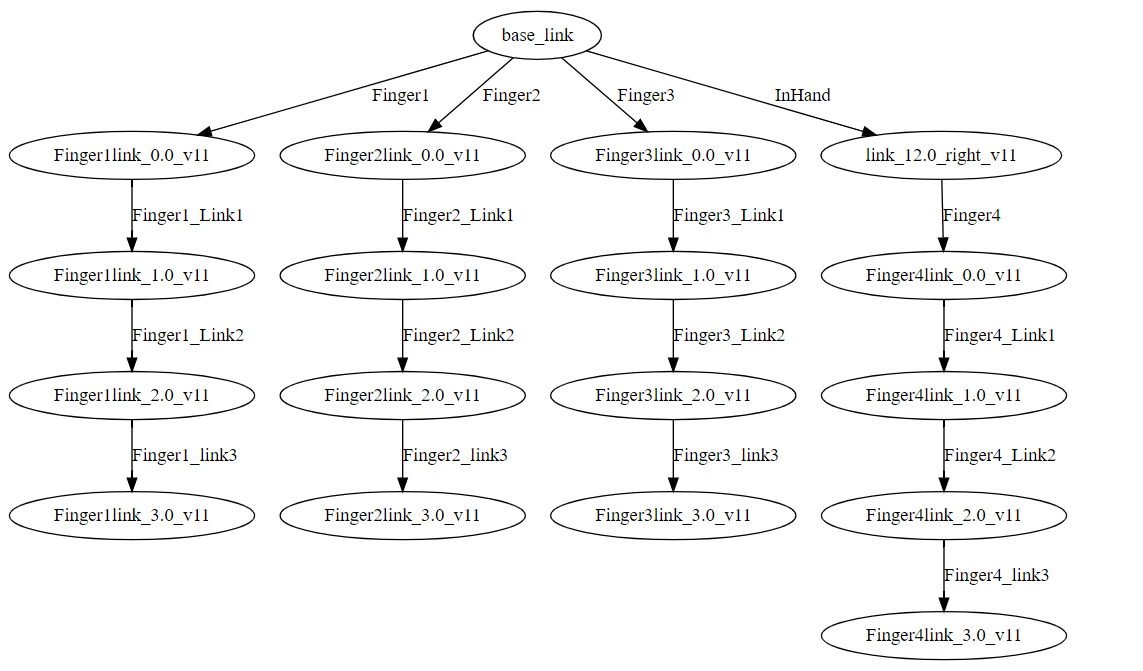 base_link
Finger1
Finger2
Finger3
InHand
Finger1link_0.0_v11
Finger2link_0.0_v11
Finger3link_0.0_v11
link_12.0_right_v11
Finger1_Link1
Finger2_Link1
Finger3_Link1
Finger4
Finger1link_1.0_v11
Finger2link_1.0_v11
Finger3link_1.0_v11
Finger4link_0.0_v11
Finger1_Link2
Finger2_Link2
Finger3_Link2
Finger4_Link1
Finger1link_2.0_v11
Finger2link_2.0_v11
Finger3link_2.0_v11
Finger4link_1.0_v11
Finger1_link3
Finger2_link3
Finger3_link3
Finger4_Link2
Finger1link_3.0_v11
Finger2link_3.0_v11
Finger3link_3.0_v11
Finger4link_2.0_v11
Finger4_link3
Finger4link_3.0_v11